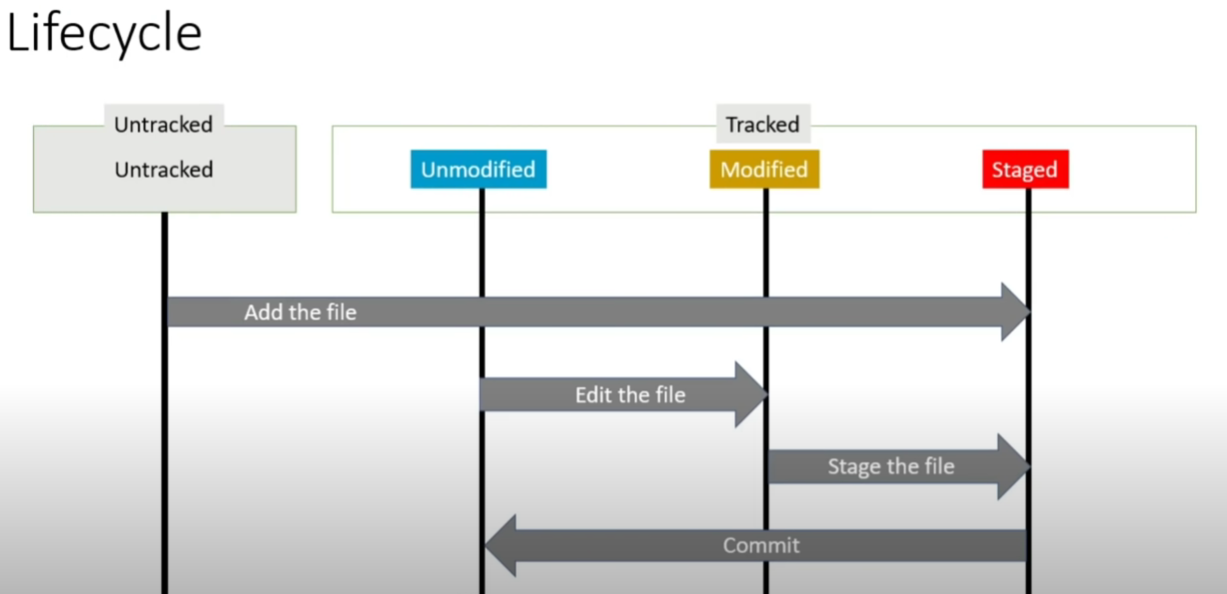 Lifecycle
Untracked
Tracked
Untracked
Unmodified
Modified
Staged
Add the file
Edit the file
Stage the file
Commit